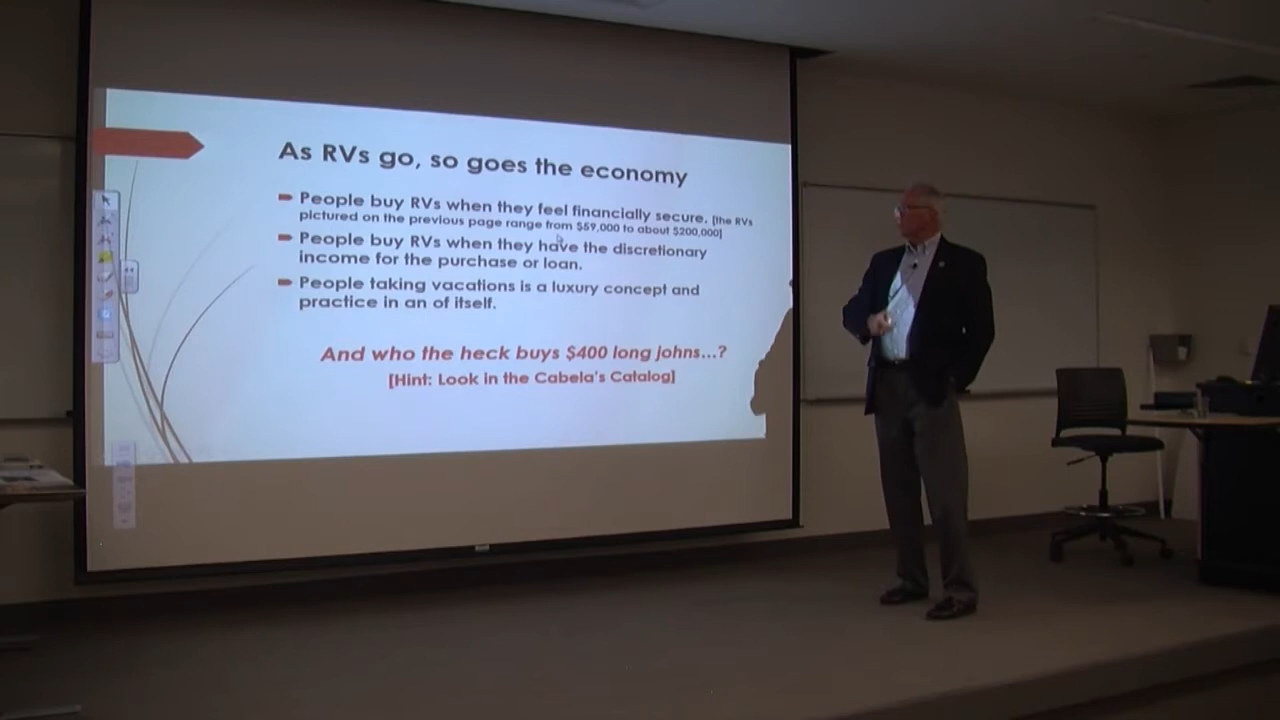 As RVs go, so goes the economy
People buy RVs when they feel financially secure. [the RVs
pictured on the previous page range from $59,000 to about $200,000]
People buy RVs when they have the discretionary
income for the purchase or loan.
People taking vacations is a luxury concept and
practice in an of itself.
And who the heck buys $400 long johns...?
[Hint: Look in the Cabela's Catalog]